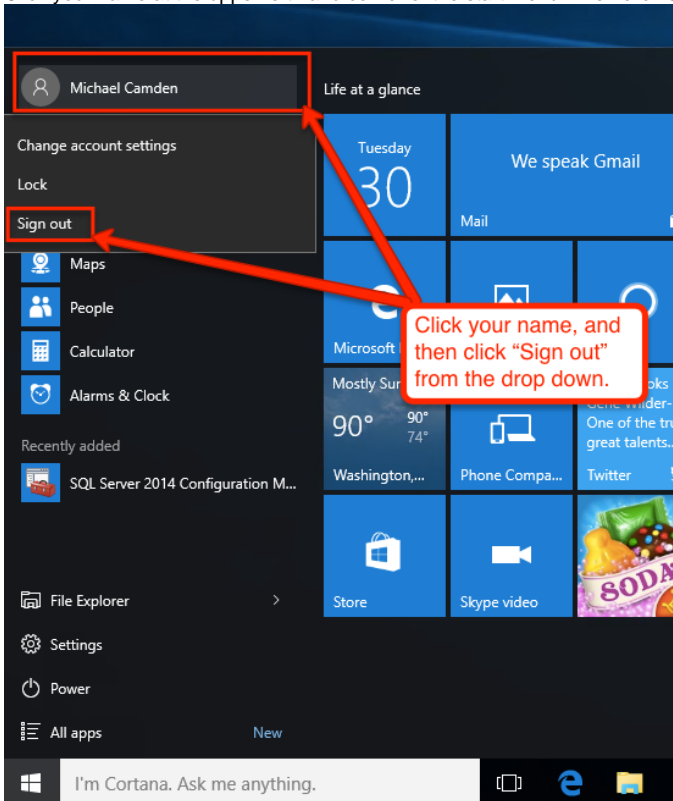 Michael Camden
Life at a glance
Change account settings
Lock
Sign out
Tuesday
30
We speak Gmail
Mail
Maps
People
Calculator
Alarms & Clock
Recently added
SQL Server 2014 Configuration M...
Microsoft
Click your name, and
then click “Sign out”
from the drop down.
Mostly
90°
90°
74°
Washington,...
Phone Compa...
One of the
great talents..
Twitter
Store
Skype video
SODA
File Explorer
Settings
Power
All apps
New
I'm Cortana. Ask me anything.